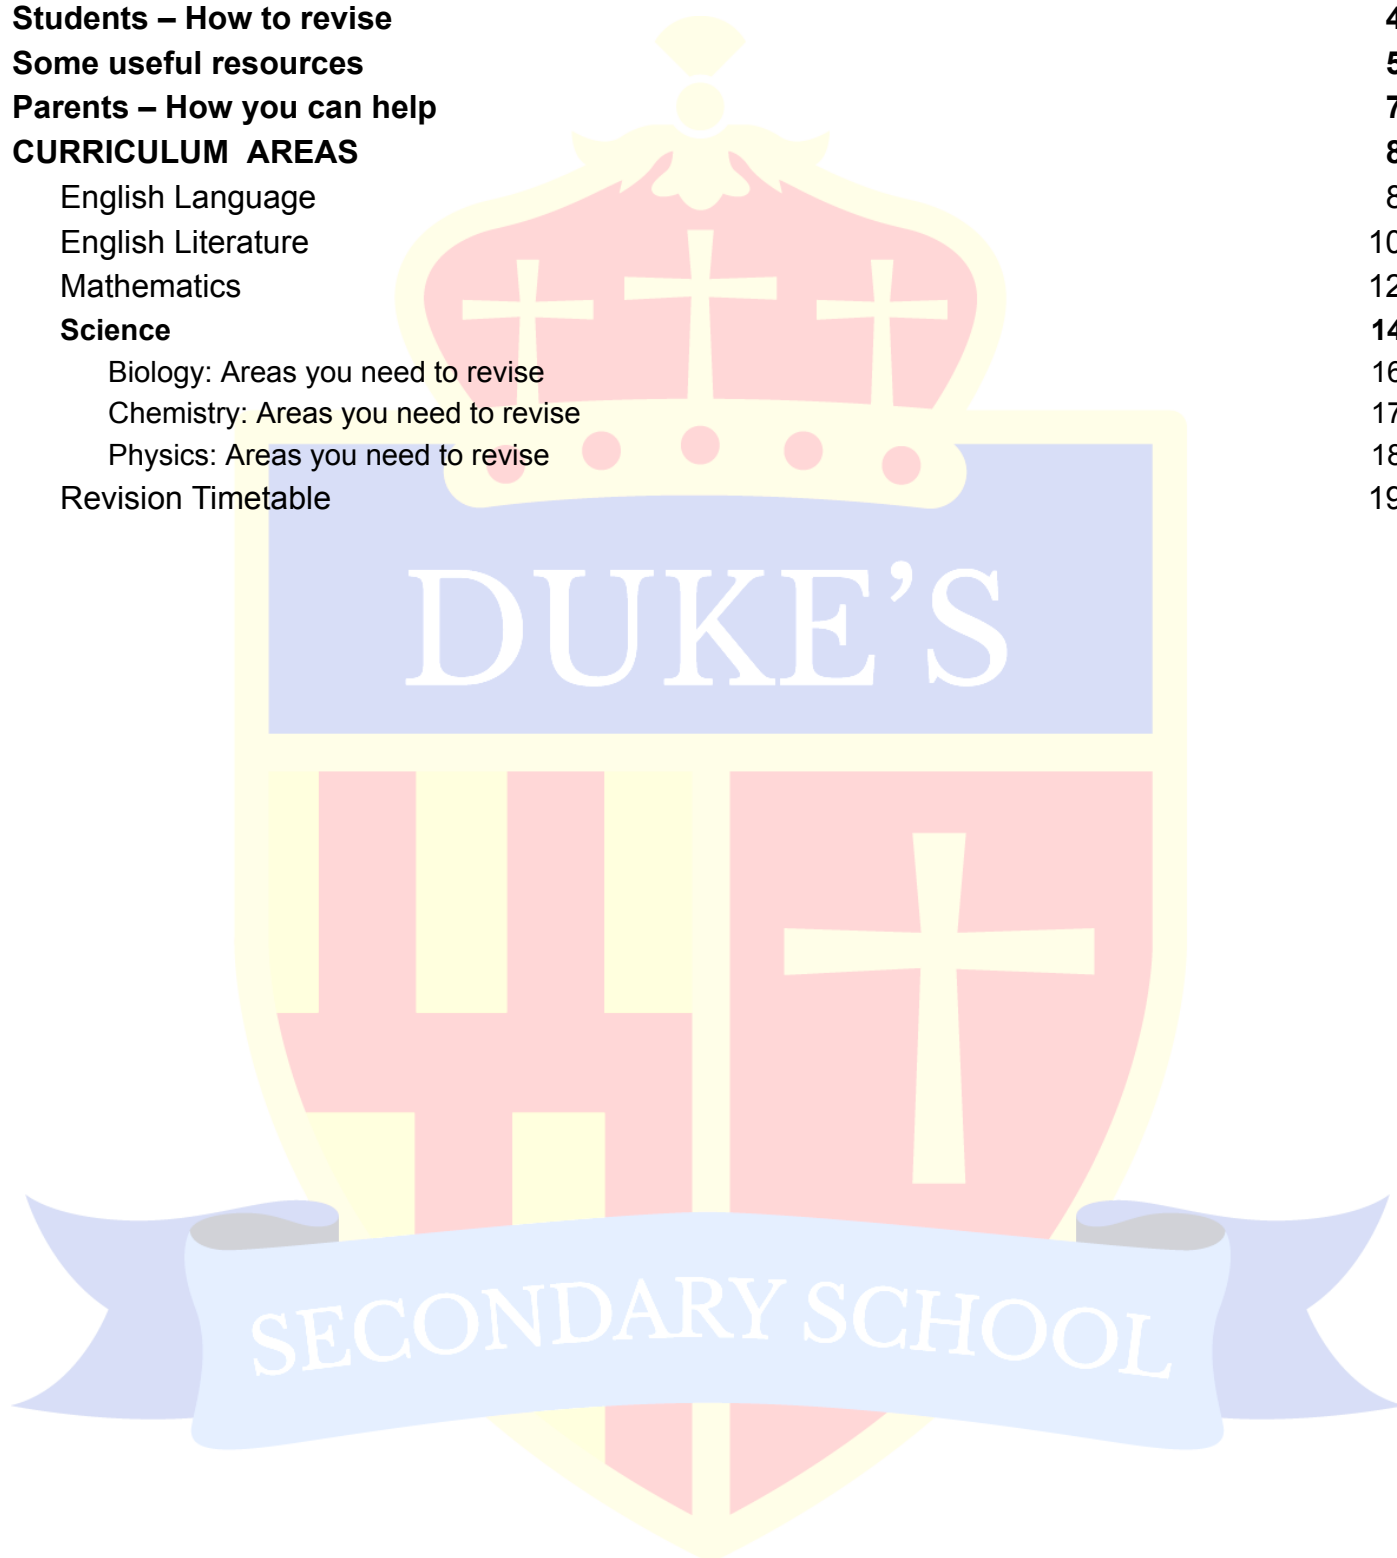 Students – How to revise 4
Some useful resources 5
Parents – How you can help 7
CURRICULUM AREAS 8
English Language 8
English Literature 10
Mathematics 12
Science 14
Biology: Areas you need to revise 16
Chemistry: Areas you need to revise 17
Physics: Areas you need to revise 18
Revision Timetable 19
DUKE’S
SECONDARY SCHOOL